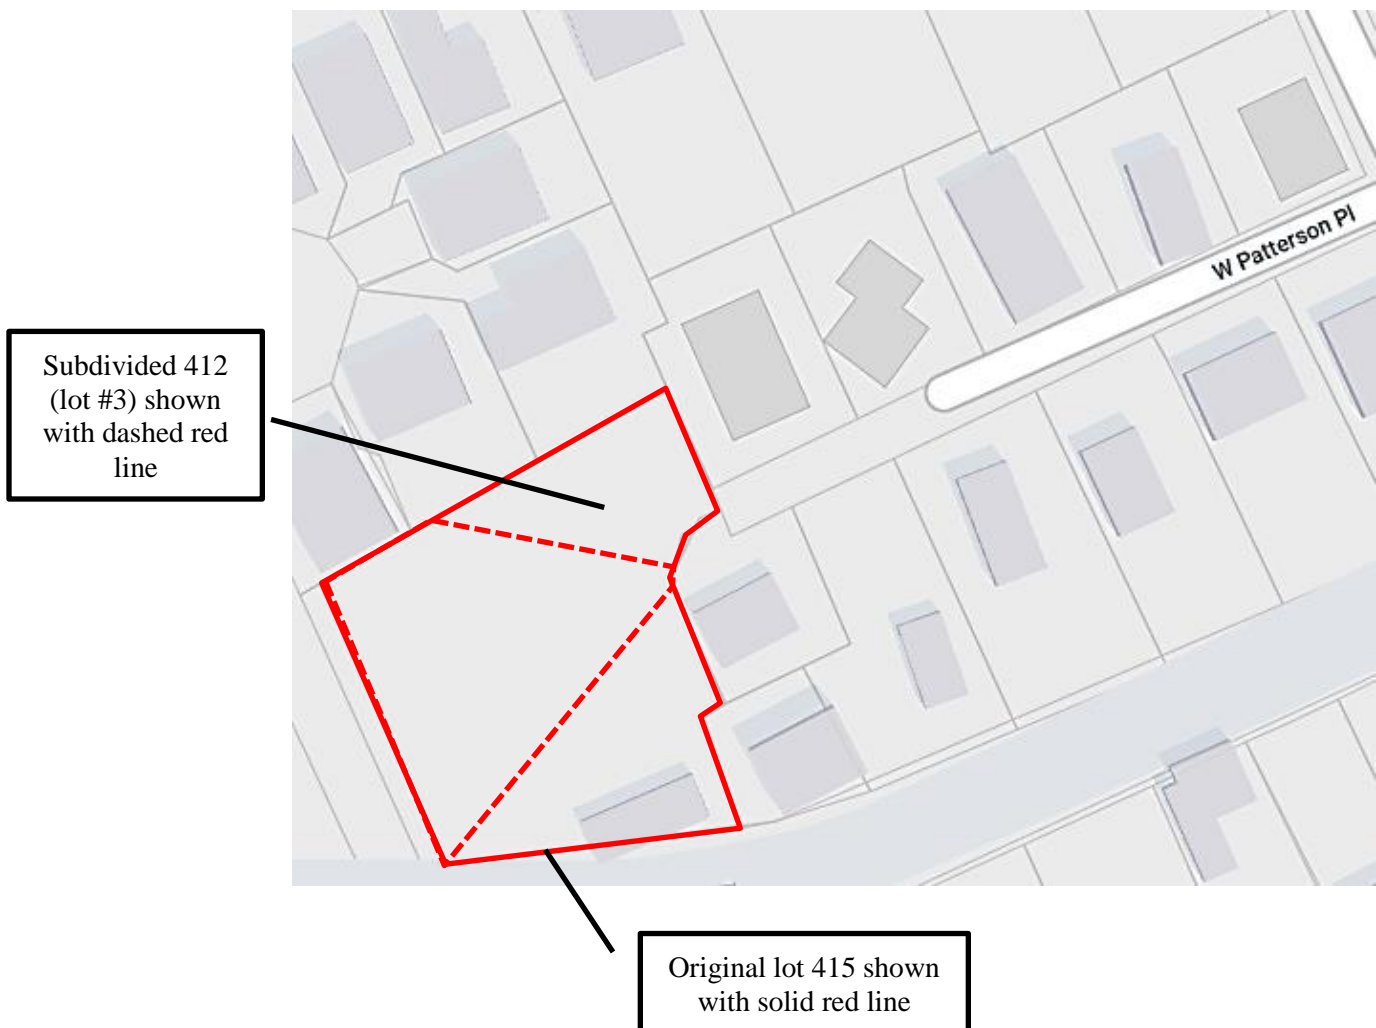 W Patterson Pl
Subdivided 412
(lot #3) shown
with dashed red
line
Original lot 415 shown
with solid red line